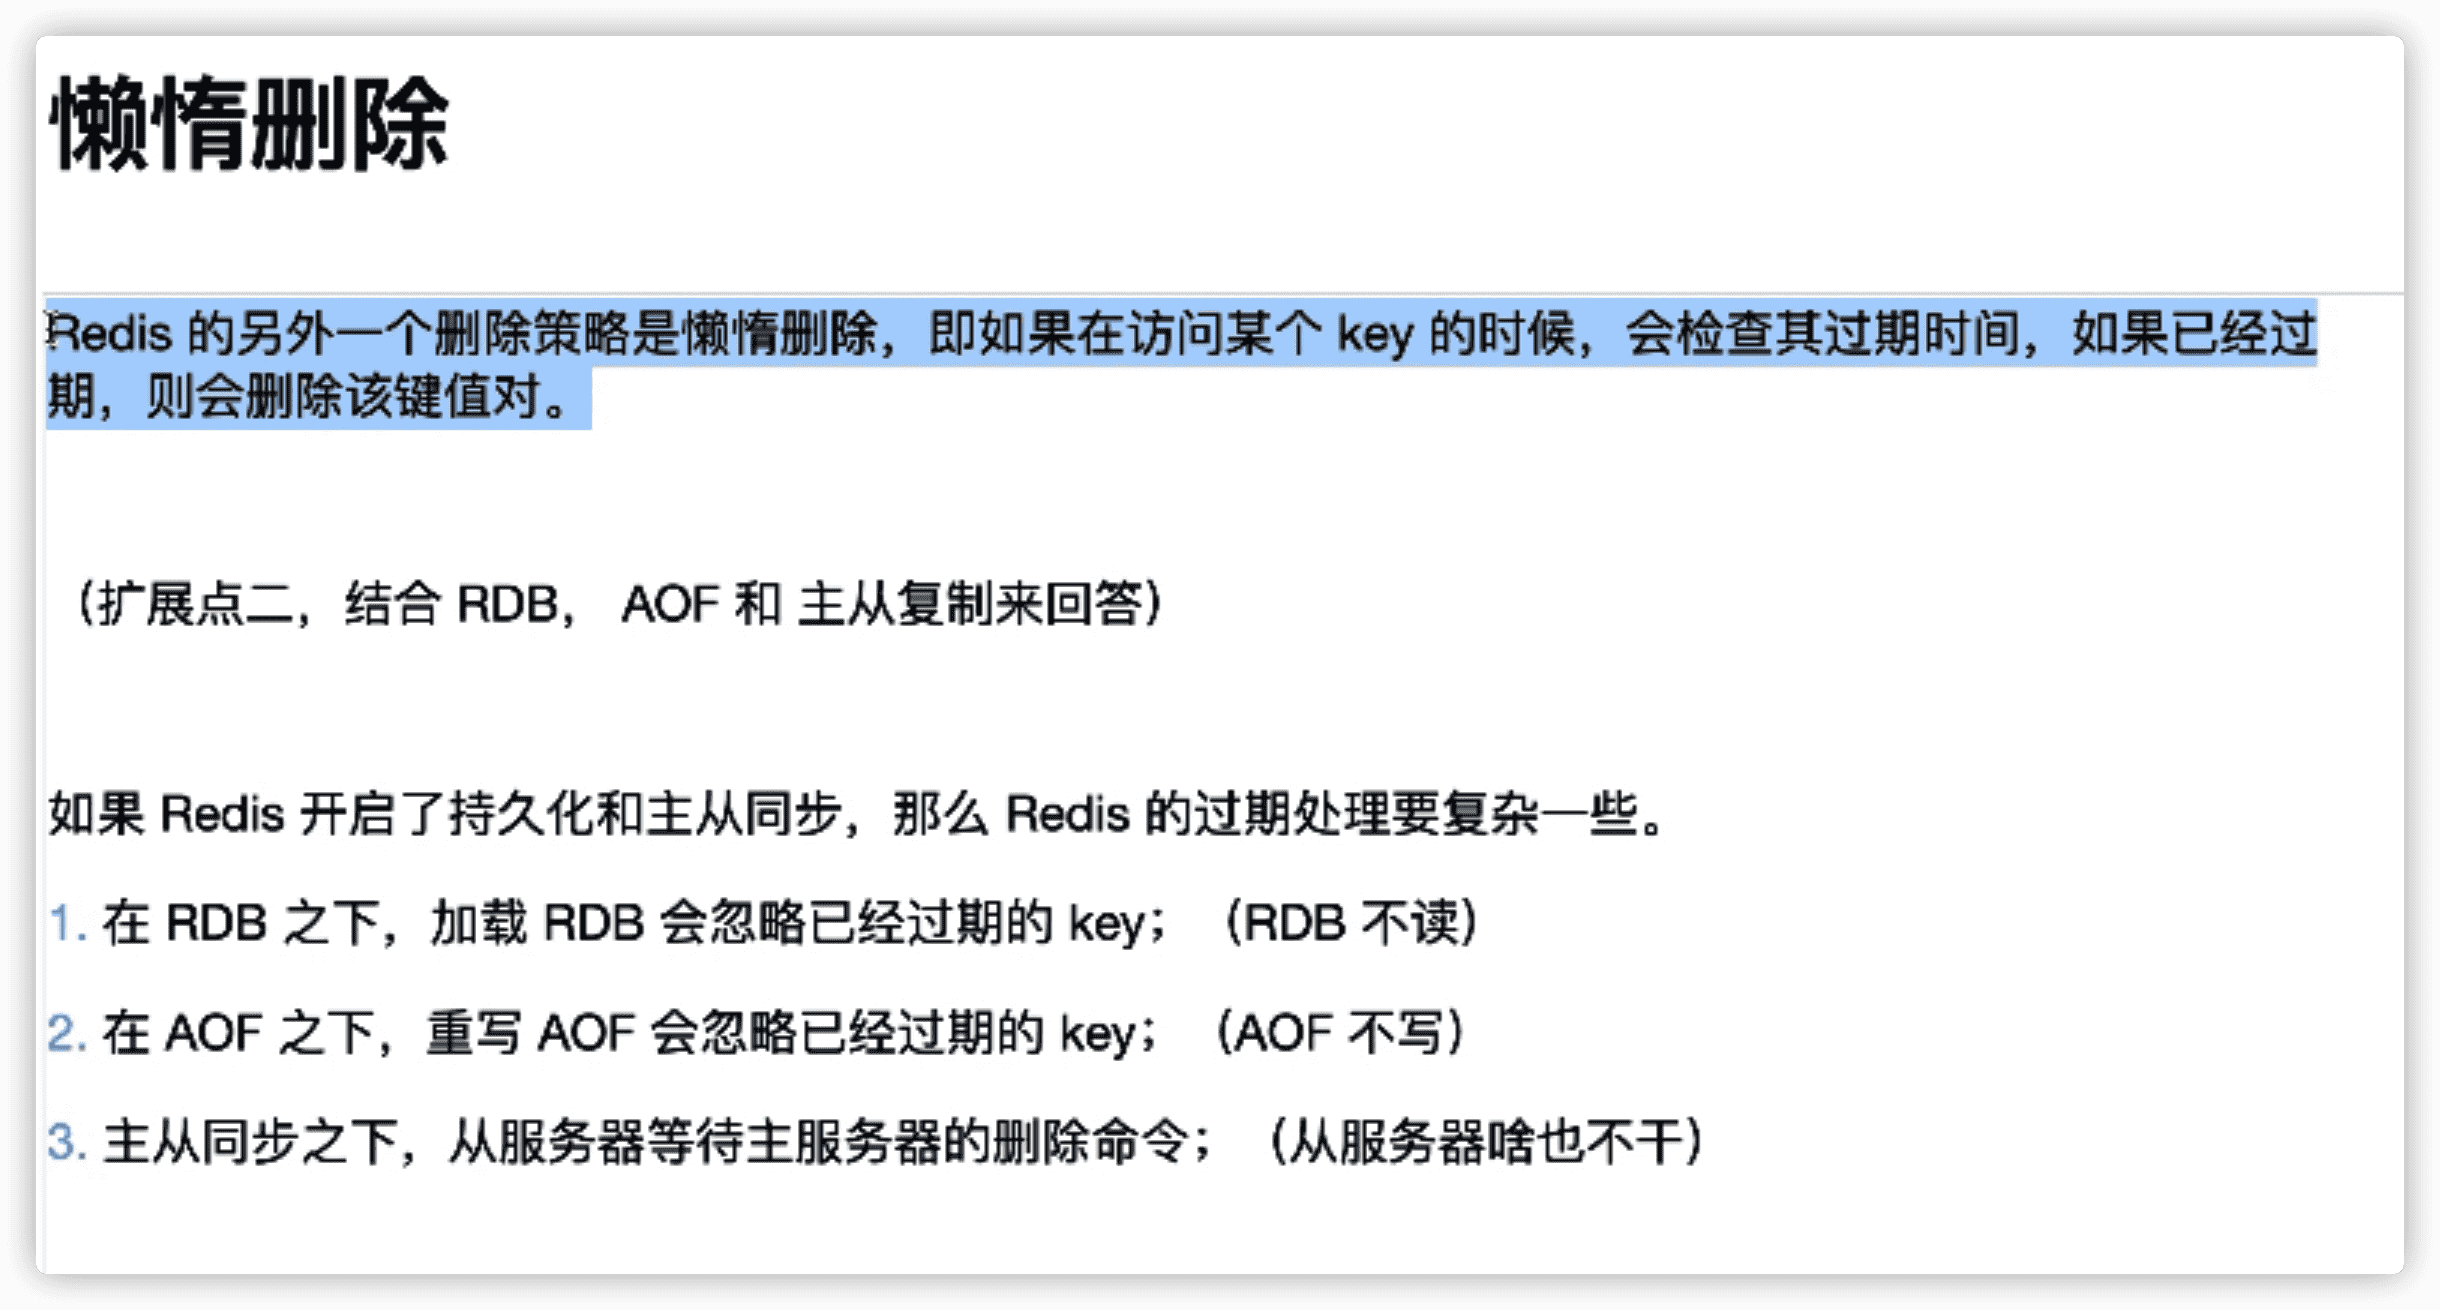 懒惰删除
Redis 的另外一个删除策略是懒惰删除，即如果在访问某个 key 的时候，会检查其过期时间，如果已经过
期，则会删除该键值对。
（扩展点二，结合 RDB， AOF 和 主从复制来回答）
如果 Redis 开启了持久化和主从同步，那么 Redis 的过期处理要复杂一些。
1. 在 RDB 之下，加载 RDB 会忽略已经过期的 key；（RDB 不读）
2. 在 AOF 之下，重写 AOF 会忽略已经过期的 key；（AOF 不写）
3. 主从同步之下，从服务器等待主服务器的删除命令；（从服务器啥也不干）